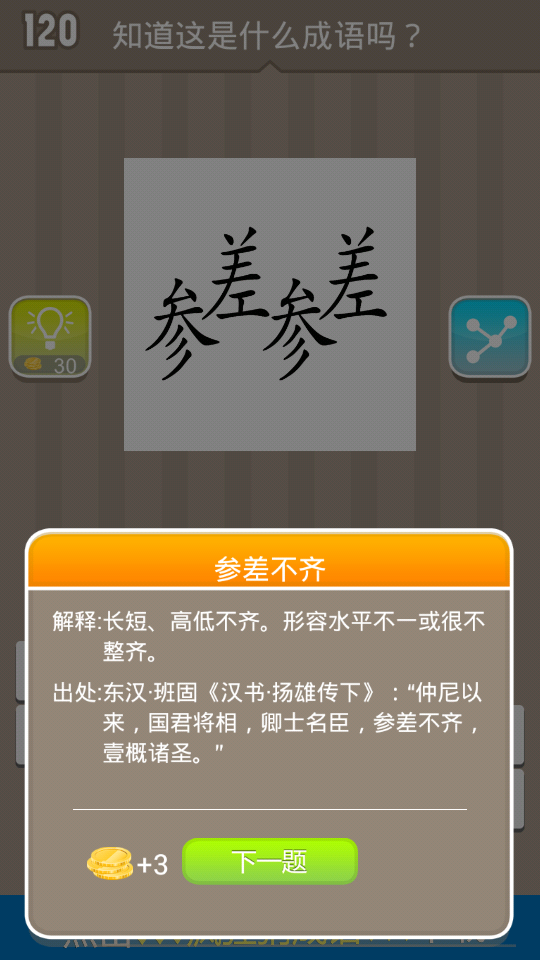 120 知道这是什么成语吗？
参差参差
30
参差不齐
解释:长短、高低不齐。形容水平不一或很不
整齐。
出处:东汉·班固《汉书·扬雄传下》：“仲尼以
来，国君将相，卿士名臣，参差不齐，
壹概诸圣。”
+3 下一题